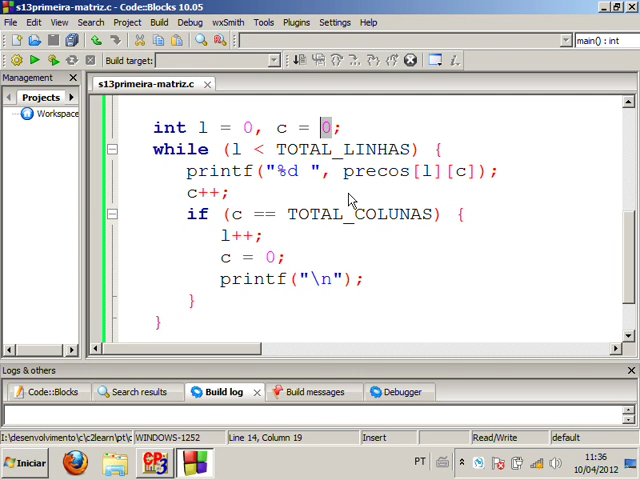 s13primeira-matriz.c - Code::Blocks 10.05
File Edit View Search Project Build Debug wxSmith Tools Plugins Settings Help
main() : int
Build target:
Management
Projects
Workspace
s13primeira-matriz.c
int l = 0, c = 0;
while (l < TOTAL_LINHAS) {
printf("%d ", precos[l][c]);
c++;
if (c == TOTAL_COLUNAS) {
l++;
c = 0;
printf("\n");
}
}
Logs & others
Code::Blocks
Search results
Build log
Build messages
Debugger
I:\desenvolvimento\c\c2learn\pt\c
WINDOWS-1252
Line 14, Column 19
Insert
Read/Write
default
Iniciar
PT
11:36
10/04/2012